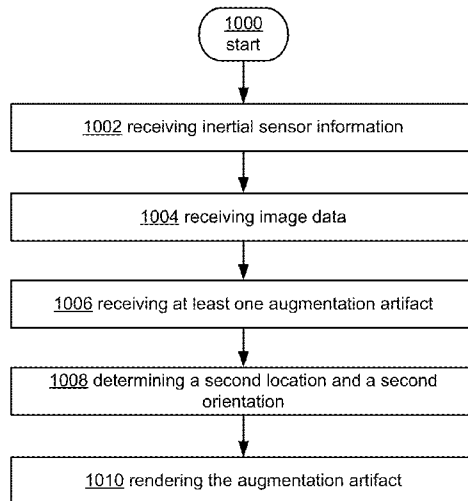 1000
start
1002 receiving inertial sensor information
1004 receiving image data
1006 receiving at least one augmentation artifact
1008 determining a second location and a second
orientation
1010 rendering the augmentation artifact